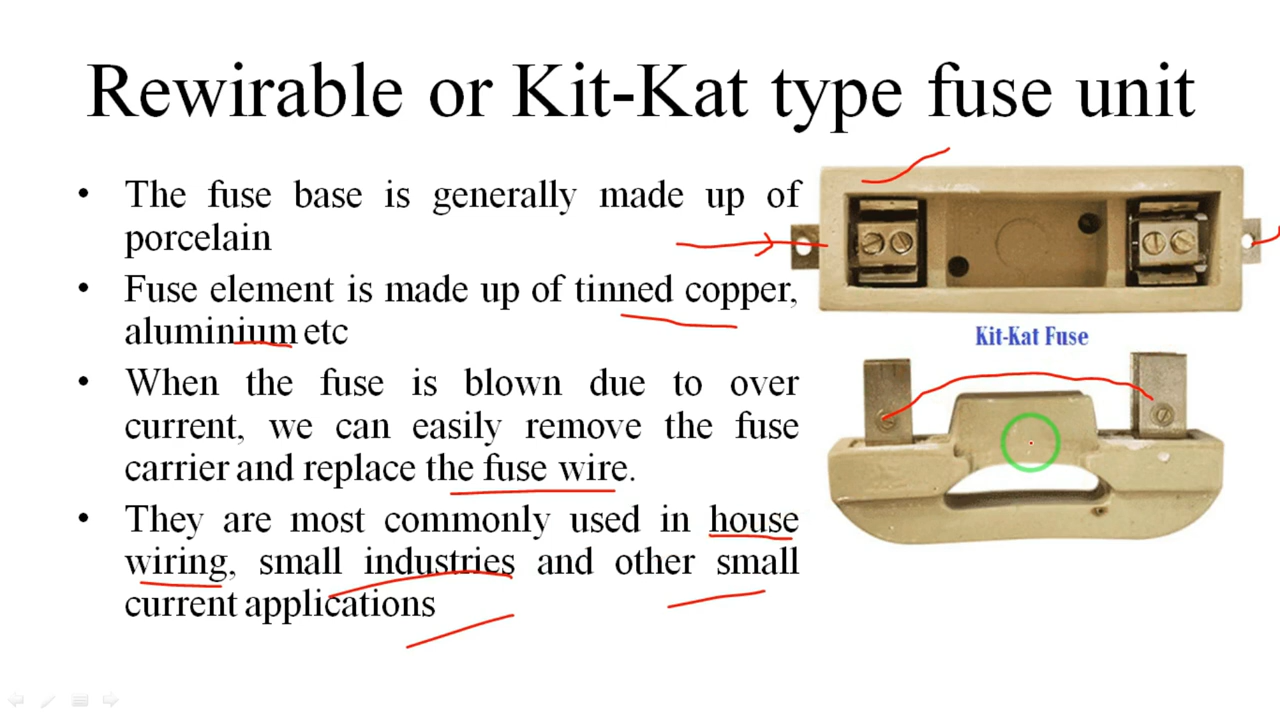 Rewirable or Kit-Kat type fuse unit
• The fuse base is generally made up of
porcelain
• Fuse element is made up of tinned copper,
aluminium etc
• When the fuse is blown due to over
current, we can easily remove the fuse
carrier and replace the fuse wire.
• They are most commonly used in house
wiring, small industries and other small
current applications
Kit-Kat Fuse